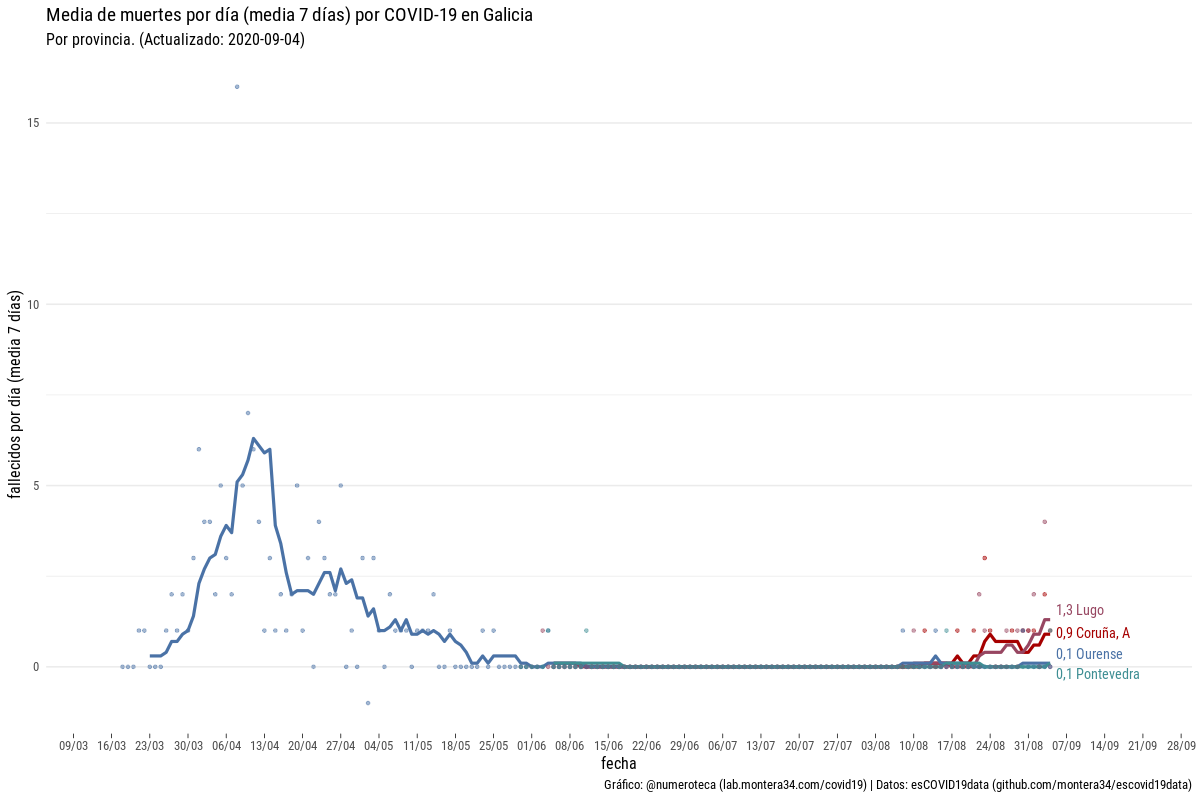 Media de muertes por día (media 7 días) por COVID-19 en Galicia
Por provincia. (Actualizado: 2020-09-04)
fallecidos por día (media 7 días)
15
10
5
0
1,3 Lugo
0,9 Coruña, A
0,1 Ourense
0,1 Pontevedra
09/03 16/03 23/03 30/03 06/04 13/04 20/04 27/04 04/05 11/05 18/05 25/05 01/06 08/06 15/06 22/06 29/06 06/07 13/07 20/07 27/07 03/08 10/08 17/08 24/08 31/08 07/09 14/09 21/09 28/09
fecha
Gráfico: @numeroteca (lab.montera34.com/covid19) | Datos: esCOVID19data (github.com/montera34/escovid19data)